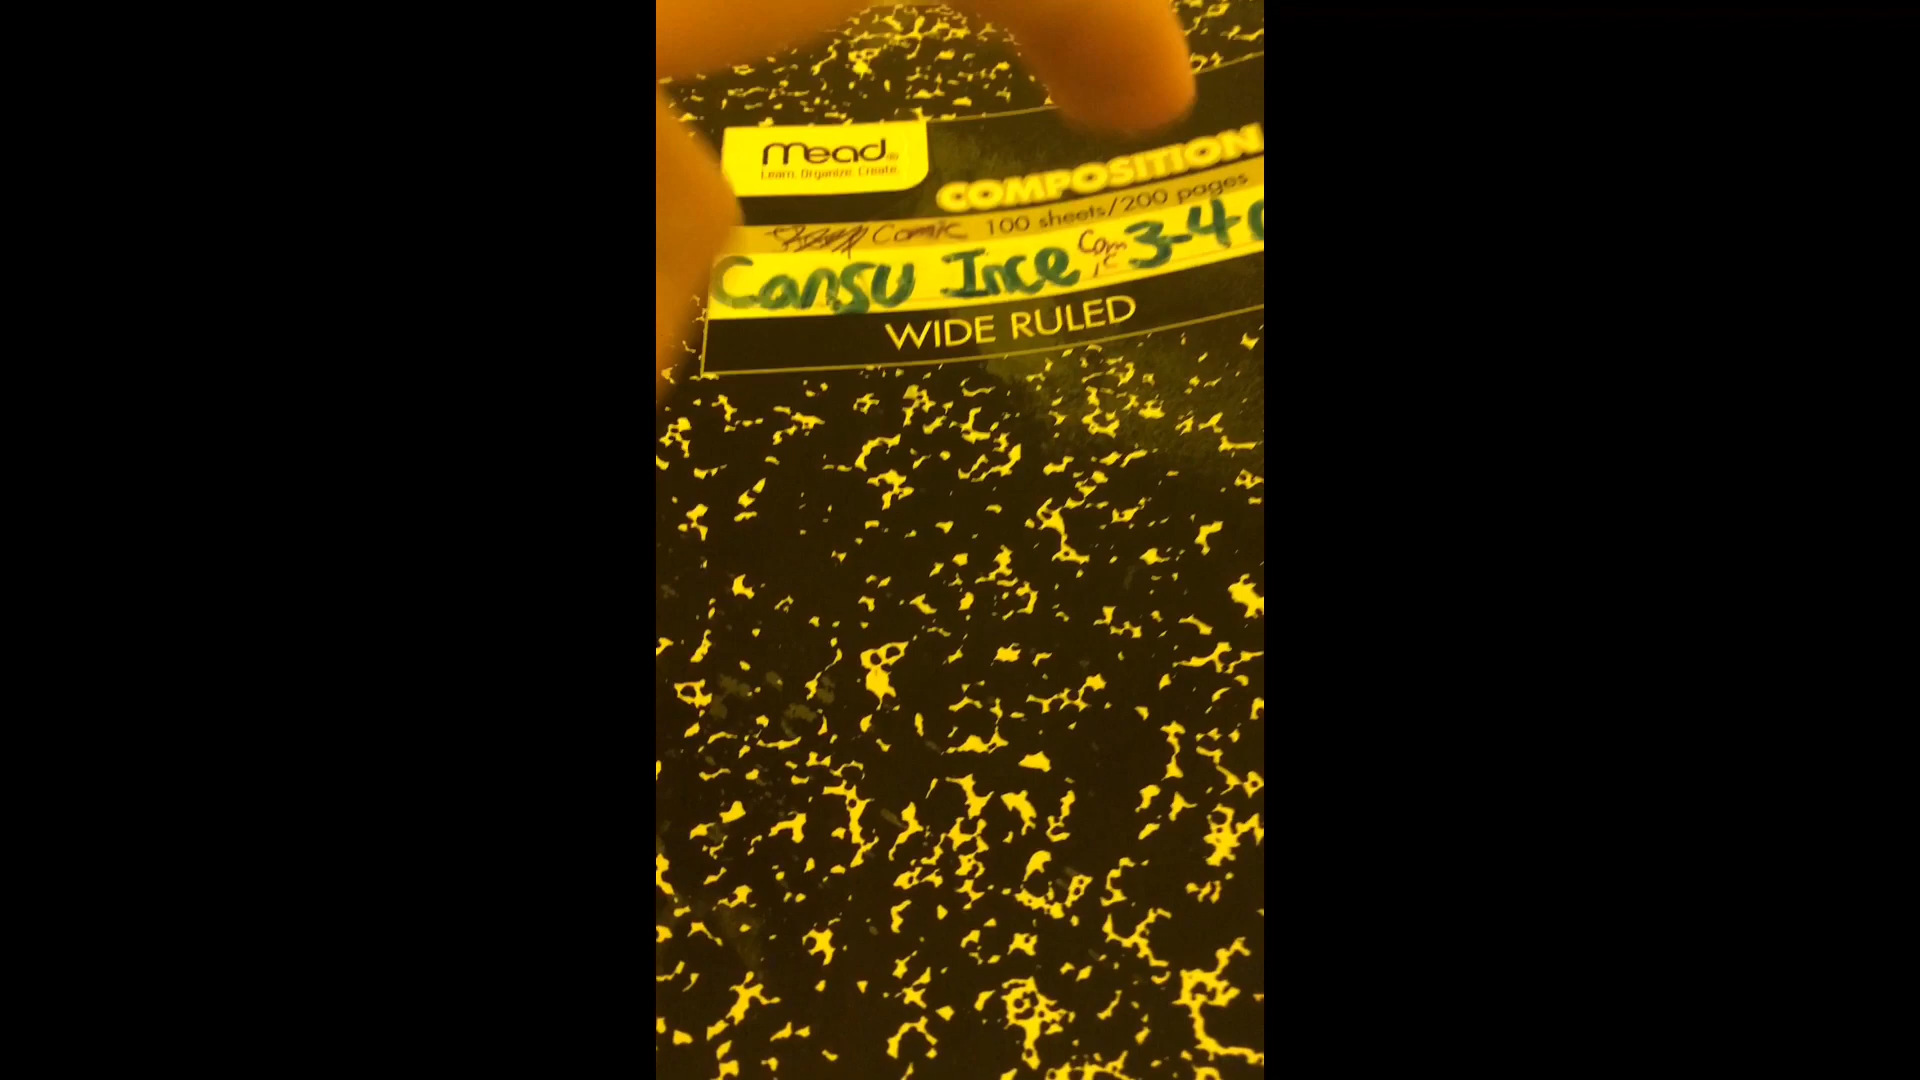 Mead®
Learn. Organize. Create.
COMPOSITION
100 sheets/200 pages
Comic
Cansu Ince Comic 3-4
WIDE RULED